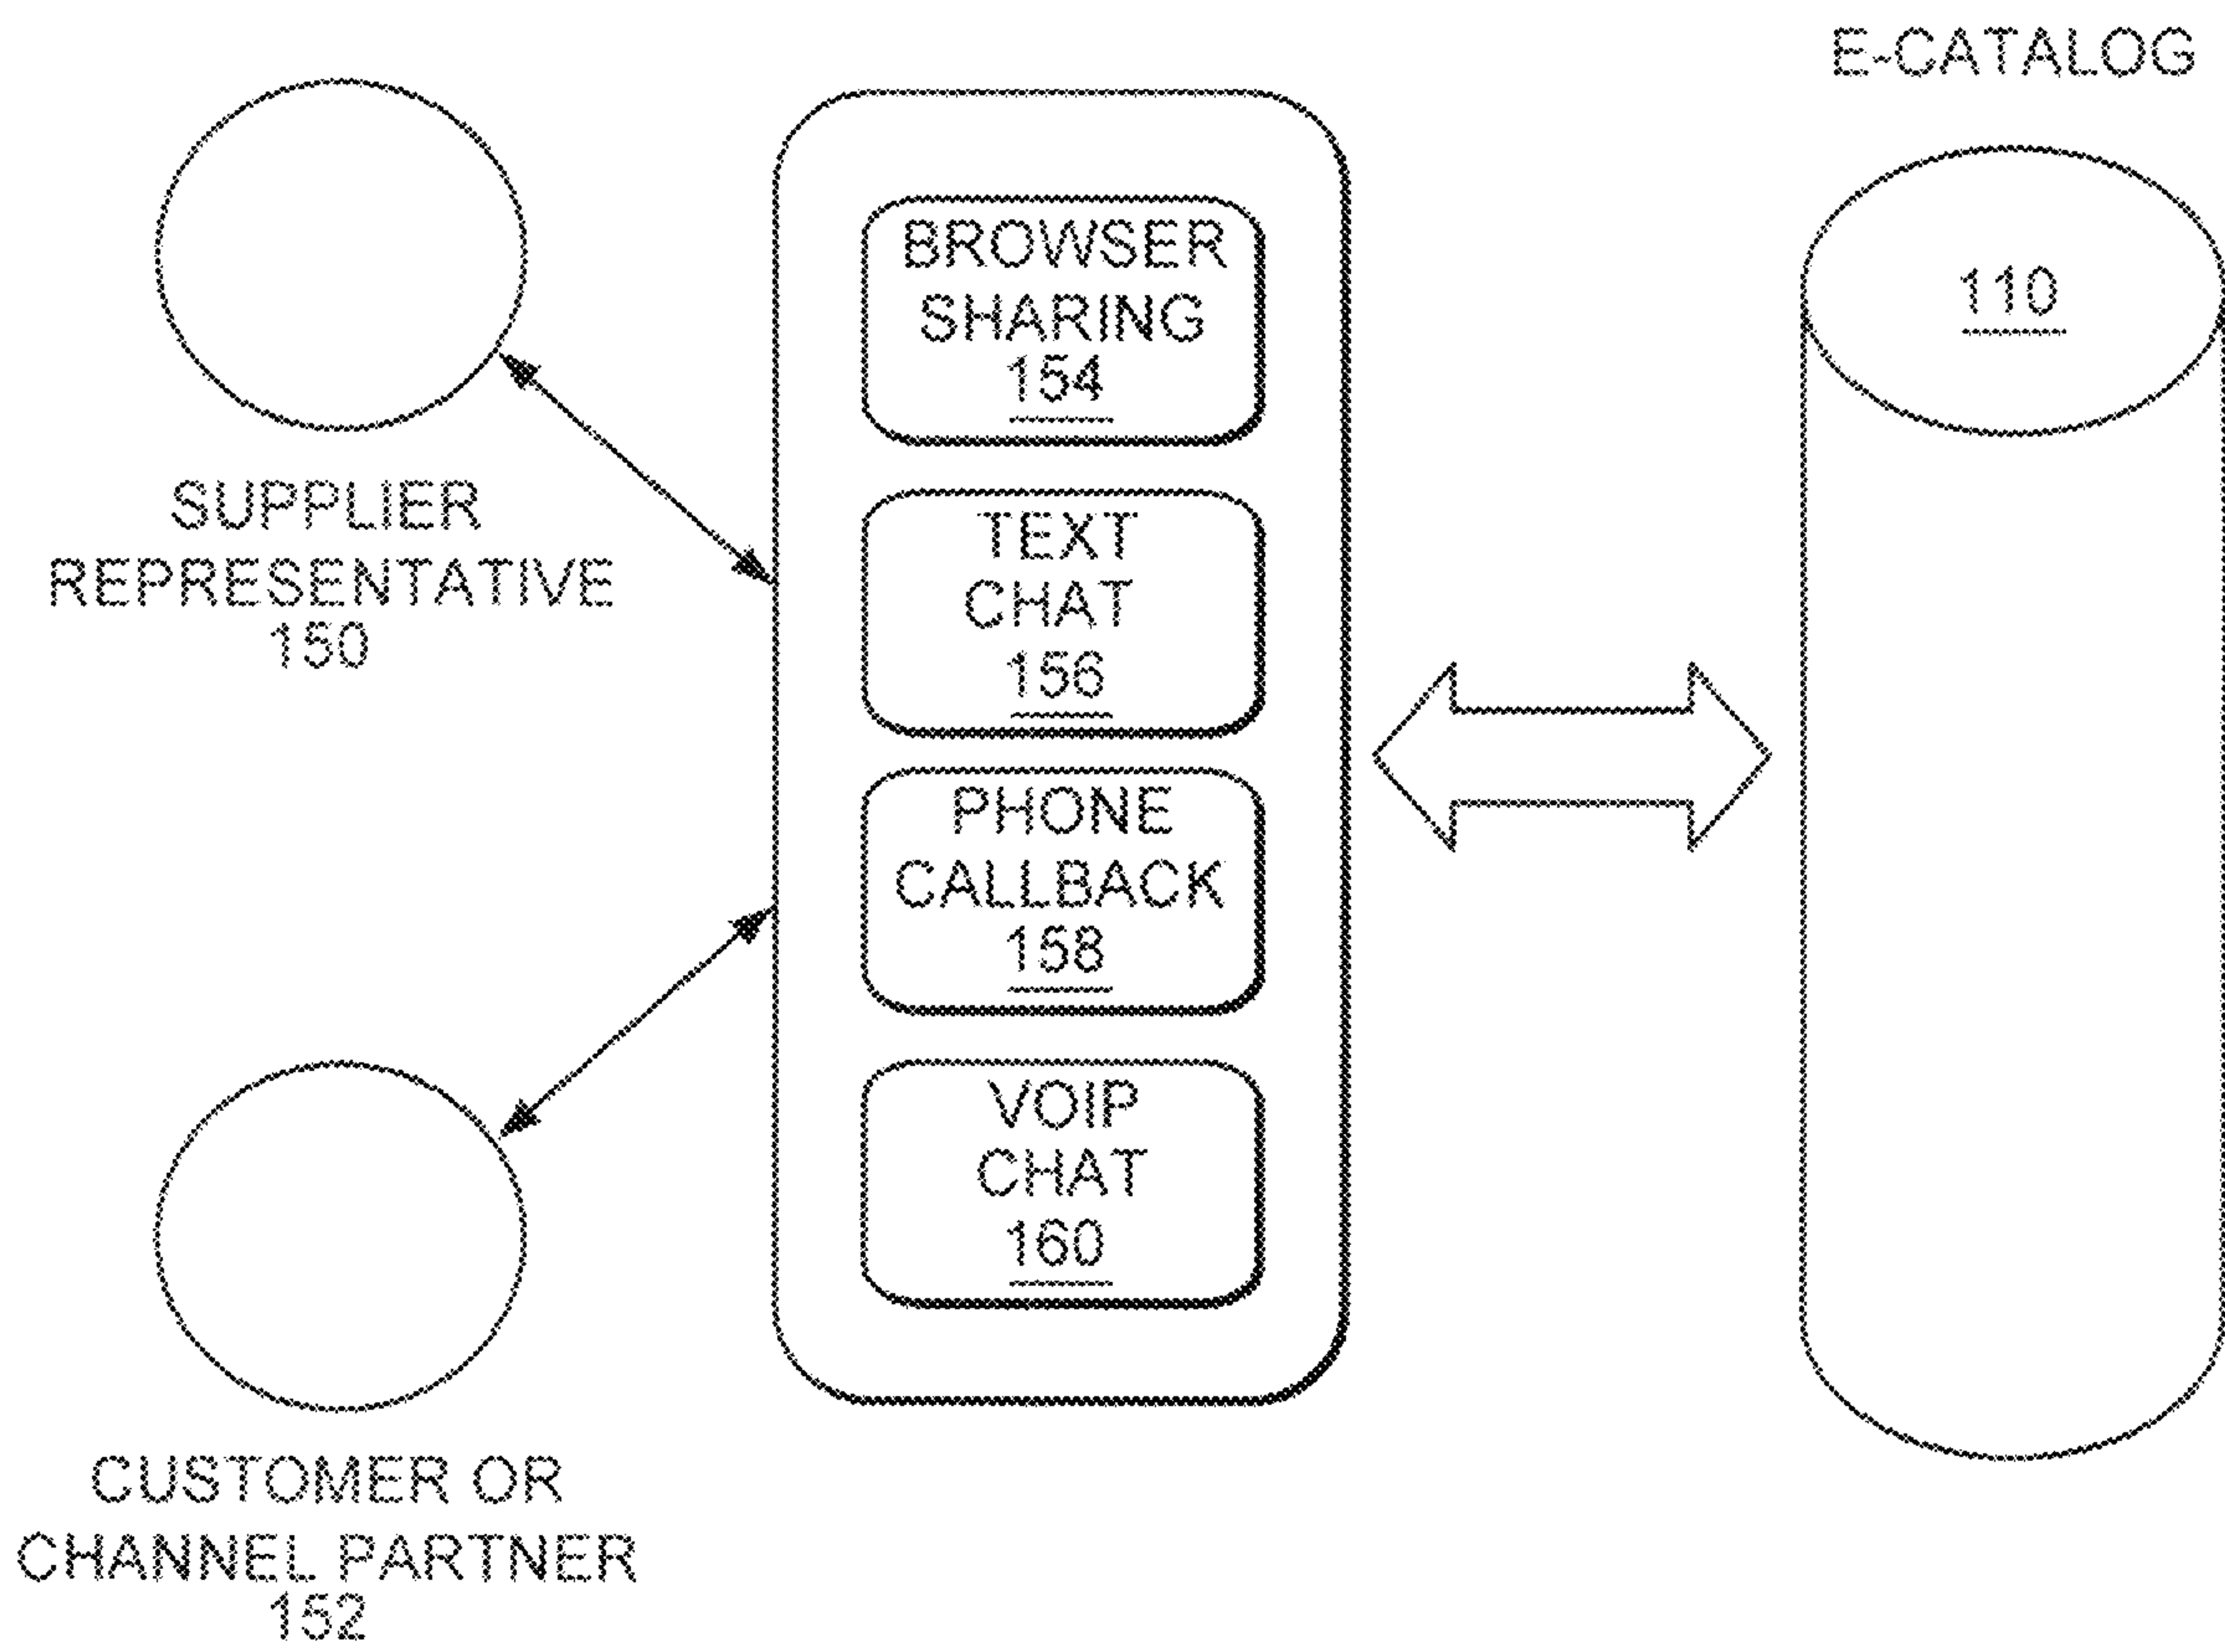 E-CATALOG
110
SUPPLIER
REPRESENTATIVE
150
CUSTOMER OR
CHANNEL PARTNER
152
BROWSER
SHARING
154
TEXT
CHAT
156
PHONE
CALLBACK
158
VOIP
CHAT
160